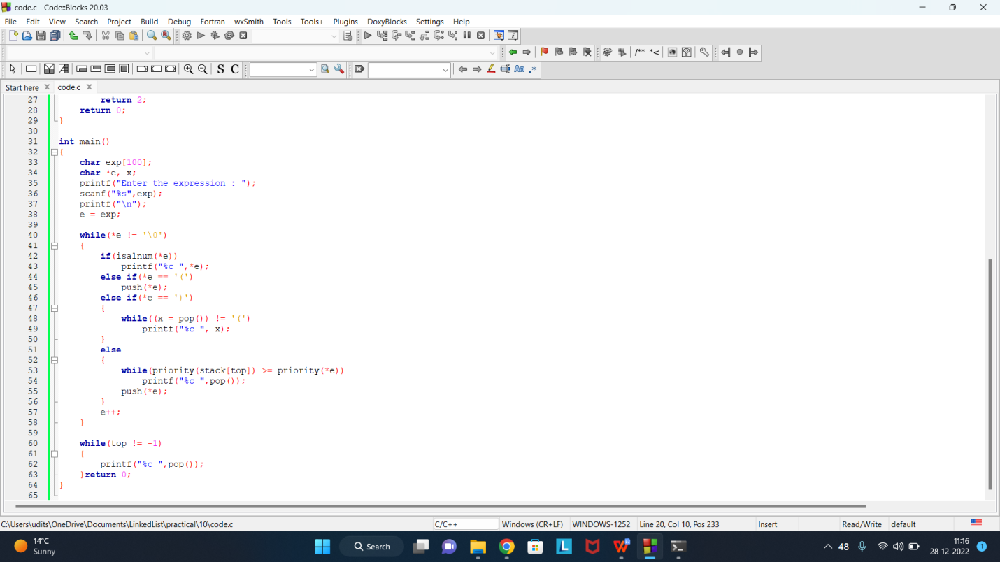 code.c - Code::Blocks 20.03
File Edit View Search Project Build Debug Fortran wxSmith Tools Tools+ Plugins DoxyBlocks Settings Help
/** *<
S C Aa .*
Start here code.c
27 return 2;
28 return 0;
29 }
30
31 int main()
32 {
33 char exp[100];
34 char *e, x;
35 printf("Enter the expression : ");
36 scanf("%s",exp);
37 printf("\n");
38 e = exp;
39
40 while(*e != '\0')
41 {
42 if(isalnum(*e))
43 printf("%c ",*e);
44 else if(*e == '(')
45 push(*e);
46 else if(*e == ')')
47 {
48 while((x = pop()) != '(')
49 printf("%c ", x);
50 }
51 else
52 {
53 while(priority(stack[top]) >= priority(*e))
54 printf("%c ",pop());
55 push(*e);
56 }
57 e++;
58 }
59
60 while(top != -1)
61 {
62 printf("%c ",pop());
63 }return 0;
64 }
65
C:\Users\udits\OneDrive\Documents\LinkedList\practical\10\code.c C/C++ Windows (CR+LF) WINDOWS-1252 Line 20, Col 10, Pos 233 Insert Read/Write default
14°C
Sunny
Search
L
W
48
11:16
28-12-2022
1